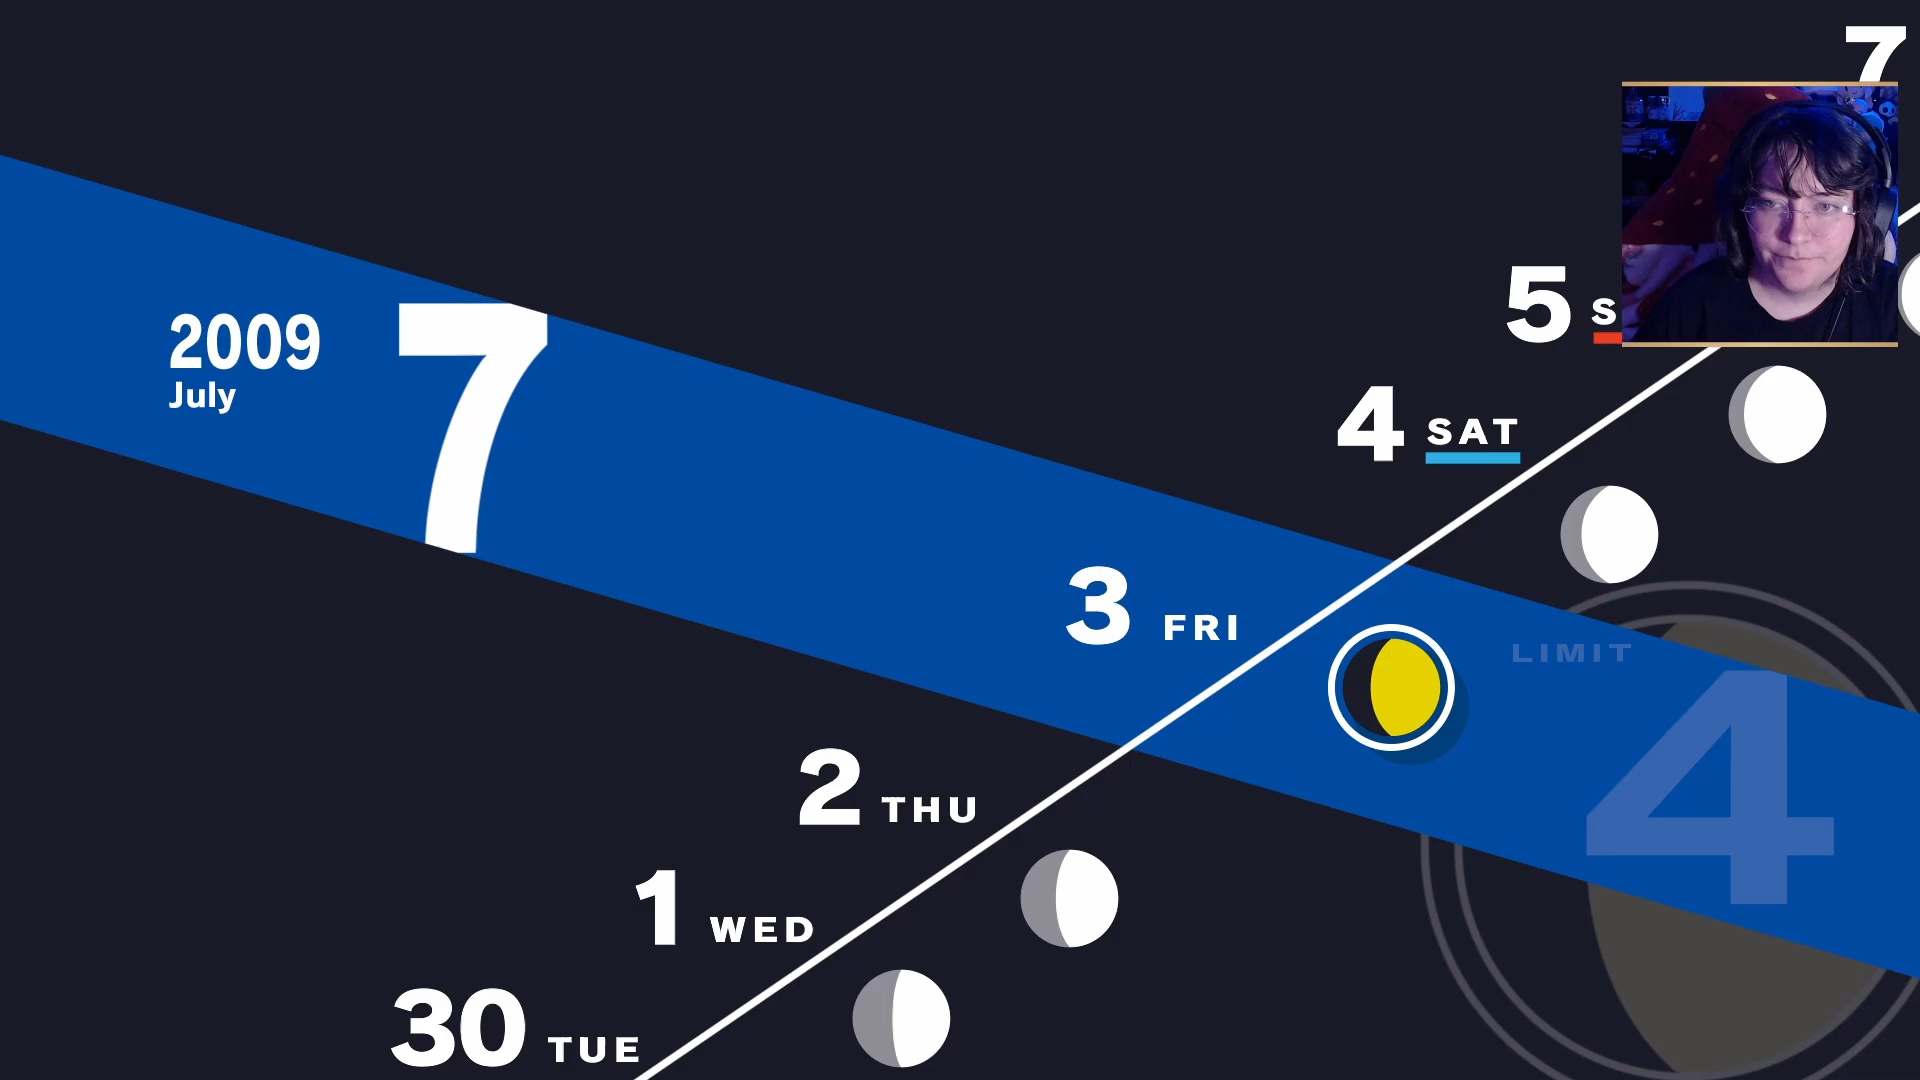 7
2009
July
7
5 S
4 SAT
3 FRI
LIMIT
4
2 THU
1 WED
30 TUE